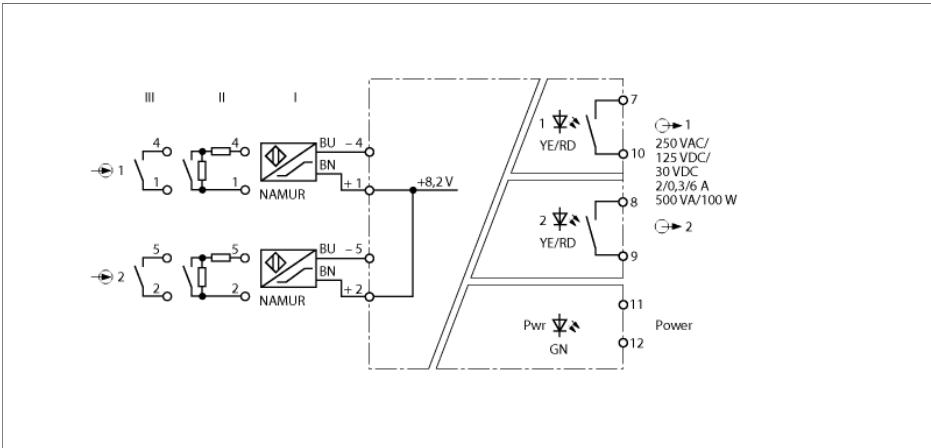 III II I
4 4 BU – 4
1 BN
1 1 + 1 +8,2 V
NAMUR
5 5 BU – 5
2 BN
2 2 + 2
NAMUR
1 YE/RD
7
10
1
250 VAC/
125 VDC/
30 VDC
2/0,3/6 A
500 VA/100 W
2 YE/RD
8
9
2
Pwr GN
11
12
Power